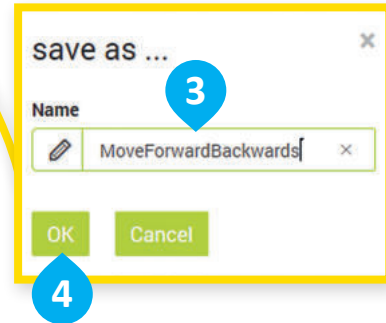 save as ... ×
3
Name
MoveForwardBackwards ×
OK Cancel
4